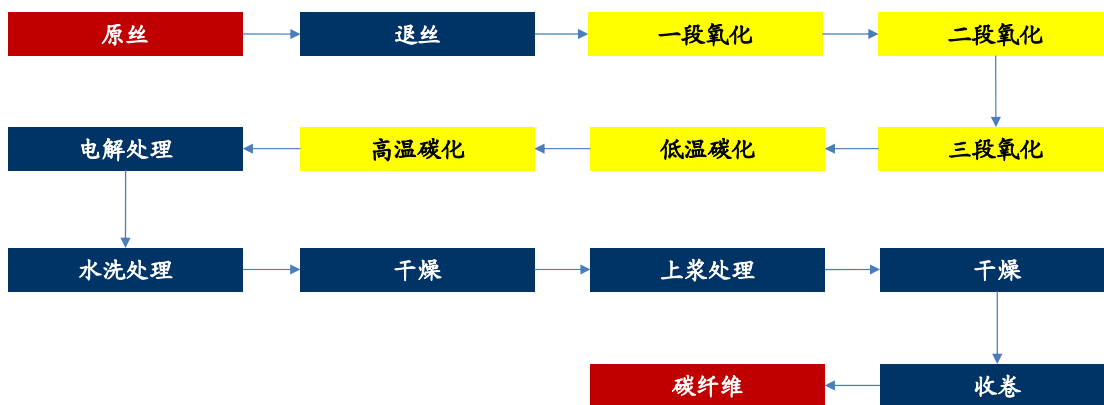 原丝
退丝
一段氧化
二段氧化
三段氧化
低温碳化
高温碳化
电解处理
水洗处理
干燥
上浆处理
干燥
收卷
碳纤维